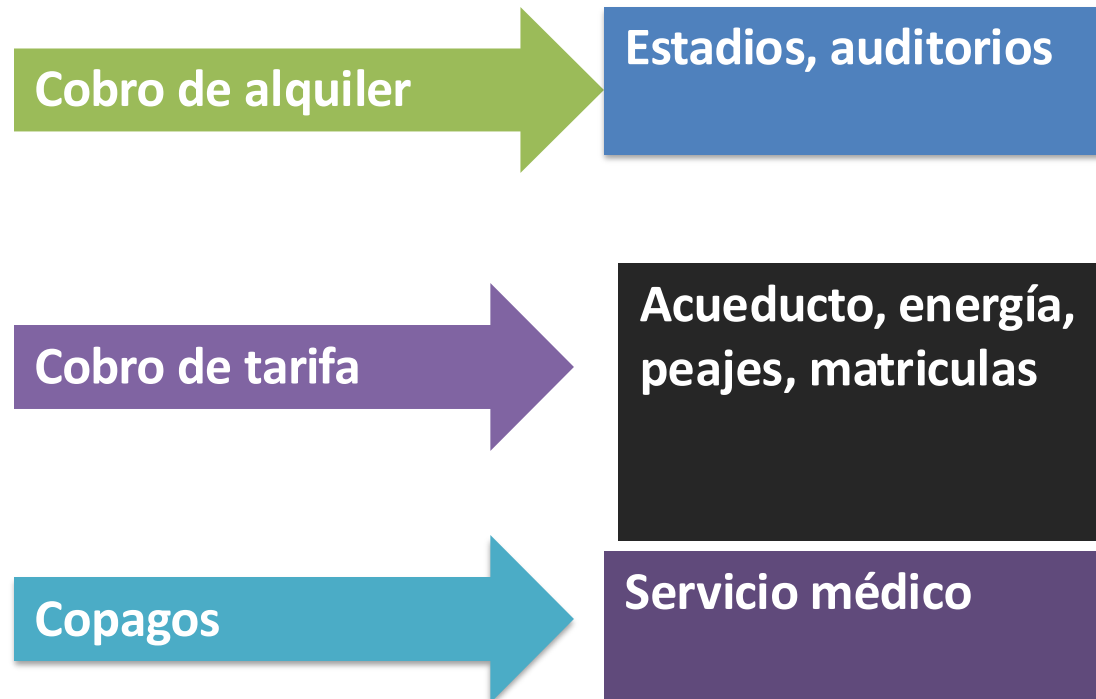 Cobro de alquiler
Estadios, auditorios
Cobro de tarifa
Acueducto, energía,
peajes, matriculas
Copagos
Servicio médico